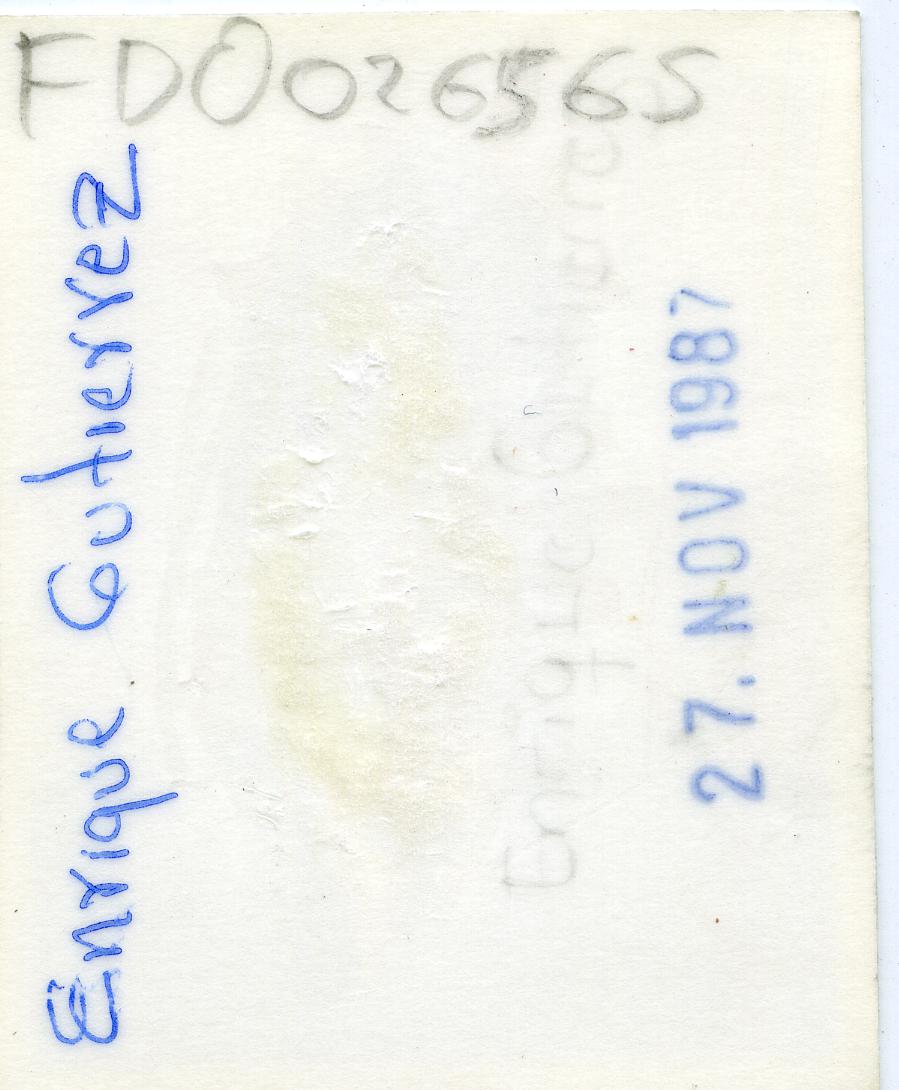 FD0026565
Enrique Gutierrez
27. NOV 1987